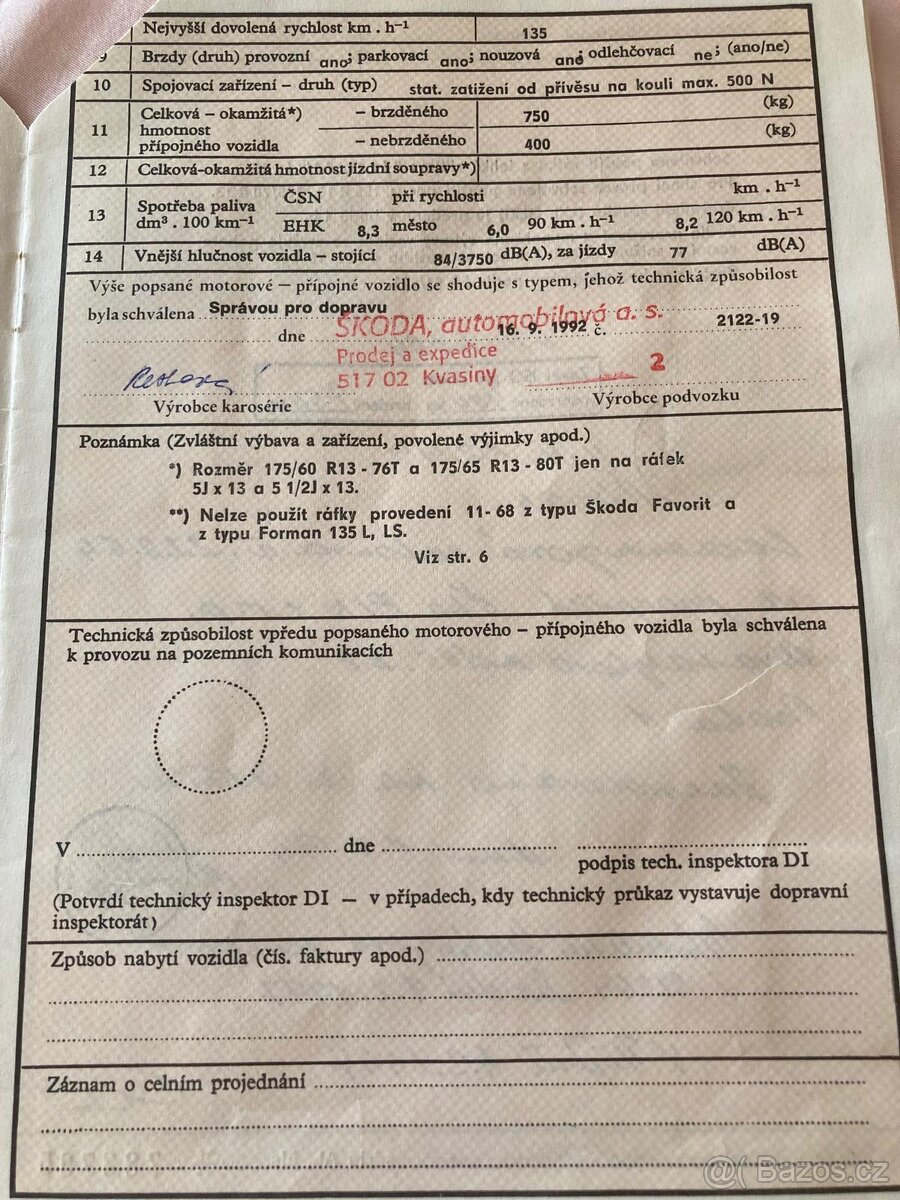 Nejvyšší dovolená rychlost km . h⁻¹ 135
9 Brzdy (druh) provozní ano; parkovací ano; nouzová ano odlehčovací ne; (ano/ne)
10 Spojovací zařízení – druh (typ) stat. zatížení od přívěsu na kouli max. 500 N
11 Celková – okamžitá*) – brzděného 750 (kg)
hmotnost
přípojného vozidla – nebrzděného 400 (kg)
12 Celková-okamžitá hmotnost jízdní soupravy*)
13 Spotřeba paliva ČSN při rychlosti km . h⁻¹
dm³ . 100 km⁻¹ EHK 8,3 město 6,0 90 km . h⁻¹ 8,2 120 km . h⁻¹
14 Vnější hlučnost vozidla – stojící 84/3750 dB(A), za jízdy 77 dB(A)
Výše popsané motorové – přípojné vozidlo se shoduje s typem, jehož technická způsobilost
byla schválena Správou pro dopravu
dne 16. 9. 1992 č. 2122-19
ŠKODA, automobilová a. s.
Prodej a expedice
517 02 Kvasiny 2
Výrobce karosérie Výrobce podvozku
Poznámka (Zvláštní výbava a zařízení, povolené výjimky apod.)
*) Rozměr 175/60 R13 - 76T a 175/65 R13 - 80T jen na ráfek
5J x 13 a 5 1/2J x 13.
**) Nelze použít ráfky provedení 11- 68 z typu Škoda Favorit a
z typu Forman 135 L, LS.
Viz str. 6
Technická způsobilost vpředu popsaného motorového – přípojného vozidla byla schválena
k provozu na pozemních komunikacích
V dne
podpis tech. inspektora DI
(Potvrdí technický inspektor DI — v případech, kdy technický průkaz vystavuje dopravní
inspektorát)
Způsob nabytí vozidla (čís. faktury apod.)
Záznam o celním projednání
@ Bazos.cz